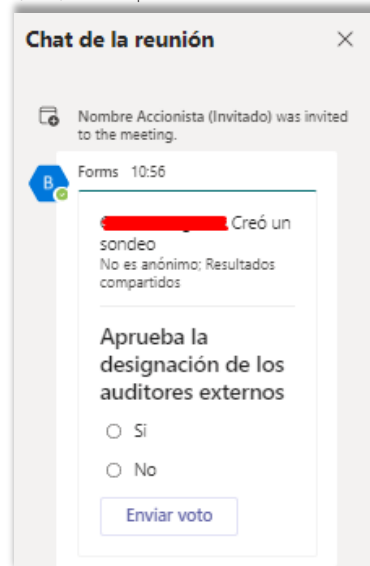 Chat de la reunión
Nombre Accionista (Invitado) was invited
to the meeting.
B
Forms 10:56
Creó un
sondeo
No es anónimo; Resultados
compartidos
Aprueba la
designación de los
auditores externos
Si
No
Enviar voto